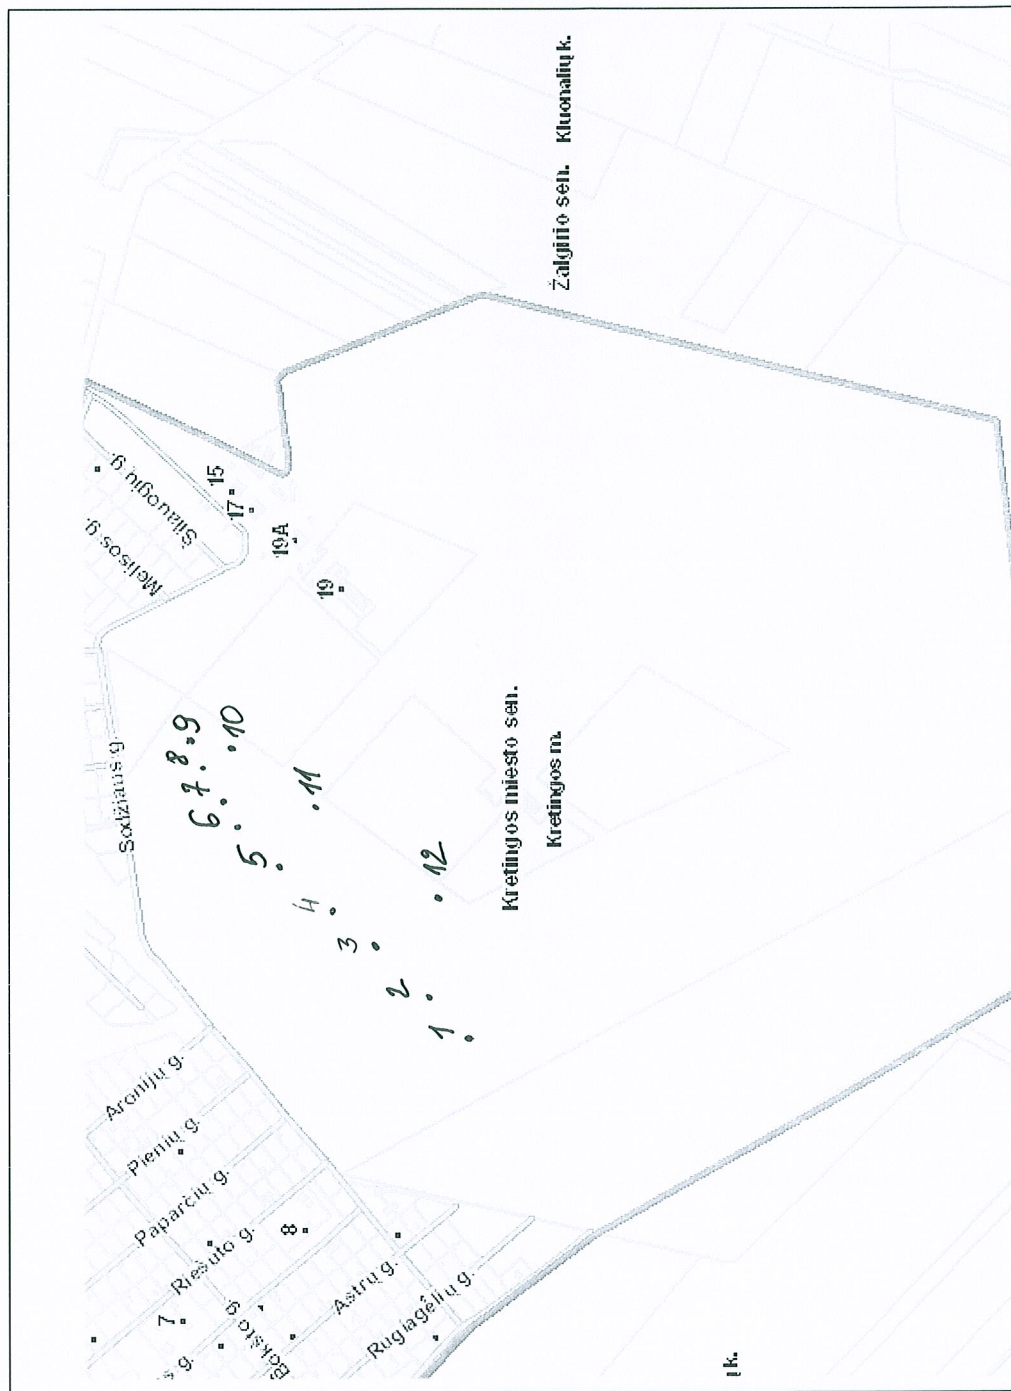 Žalgirio sen. Kluonalių k.
Šilauogių g.
Melisos g.
15
17
19A
19
Sodžiaus g.
6 7 8 9
10
5
11
4
3
12
2
1
Kretingos miesto sen.
Kretingos m.
Aronijų g.
Pienių g.
Paparčių g.
Riešuto g.
8
7
Bokšto g.
Astrų g.
Rugiagėlių g.
s g.
į k.